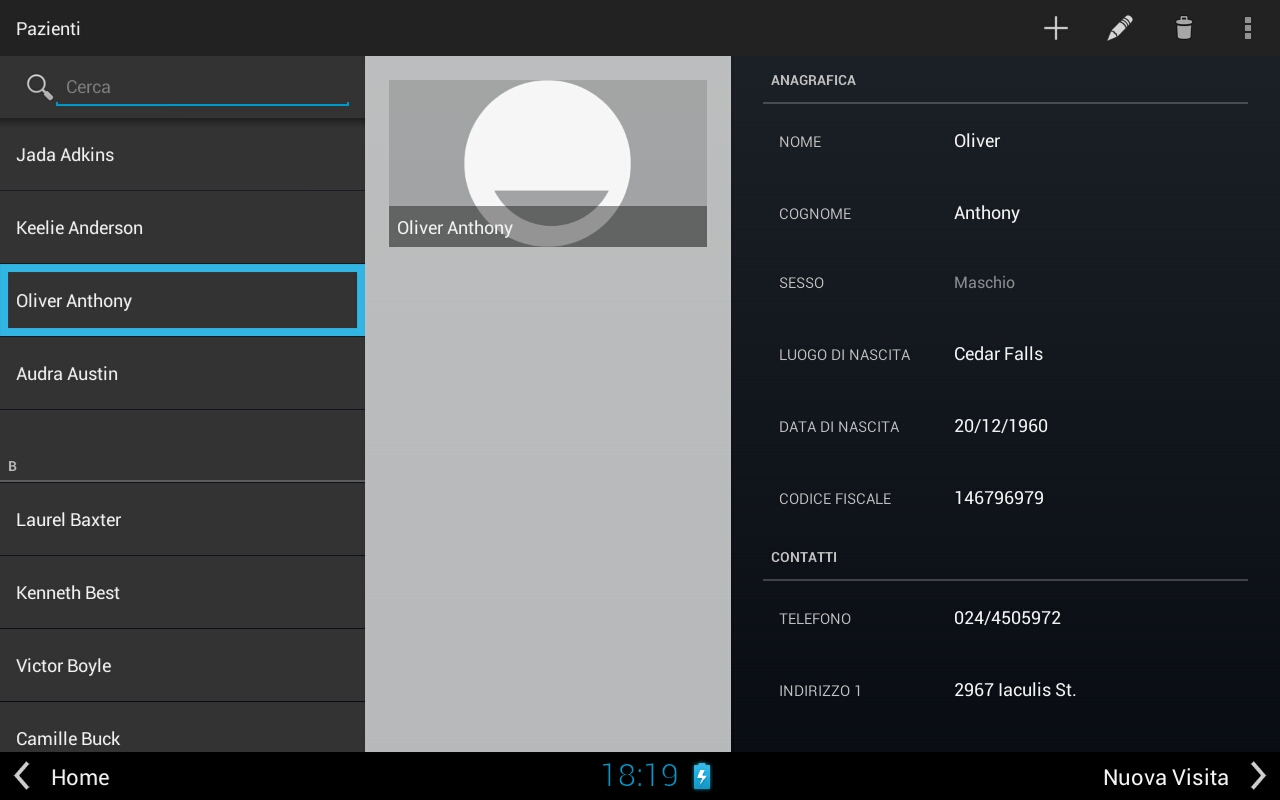 Pazienti
Cerca
Jada Adkins
Keelie Anderson
Oliver Anthony
Audra Austin
B
Laurel Baxter
Kenneth Best
Victor Boyle
Camille Buck
Oliver Anthony
ANAGRAFICA
NOME Oliver
COGNOME Anthony
SESSO Maschio
LUOGO DI NASCITA Cedar Falls
DATA DI NASCITA 20/12/1960
CODICE FISCALE 146796979
CONTATTI
TELEFONO 024/4505972
INDIRIZZO 1 2967 Iaculis St.
Home
18:19
Nuova Visita